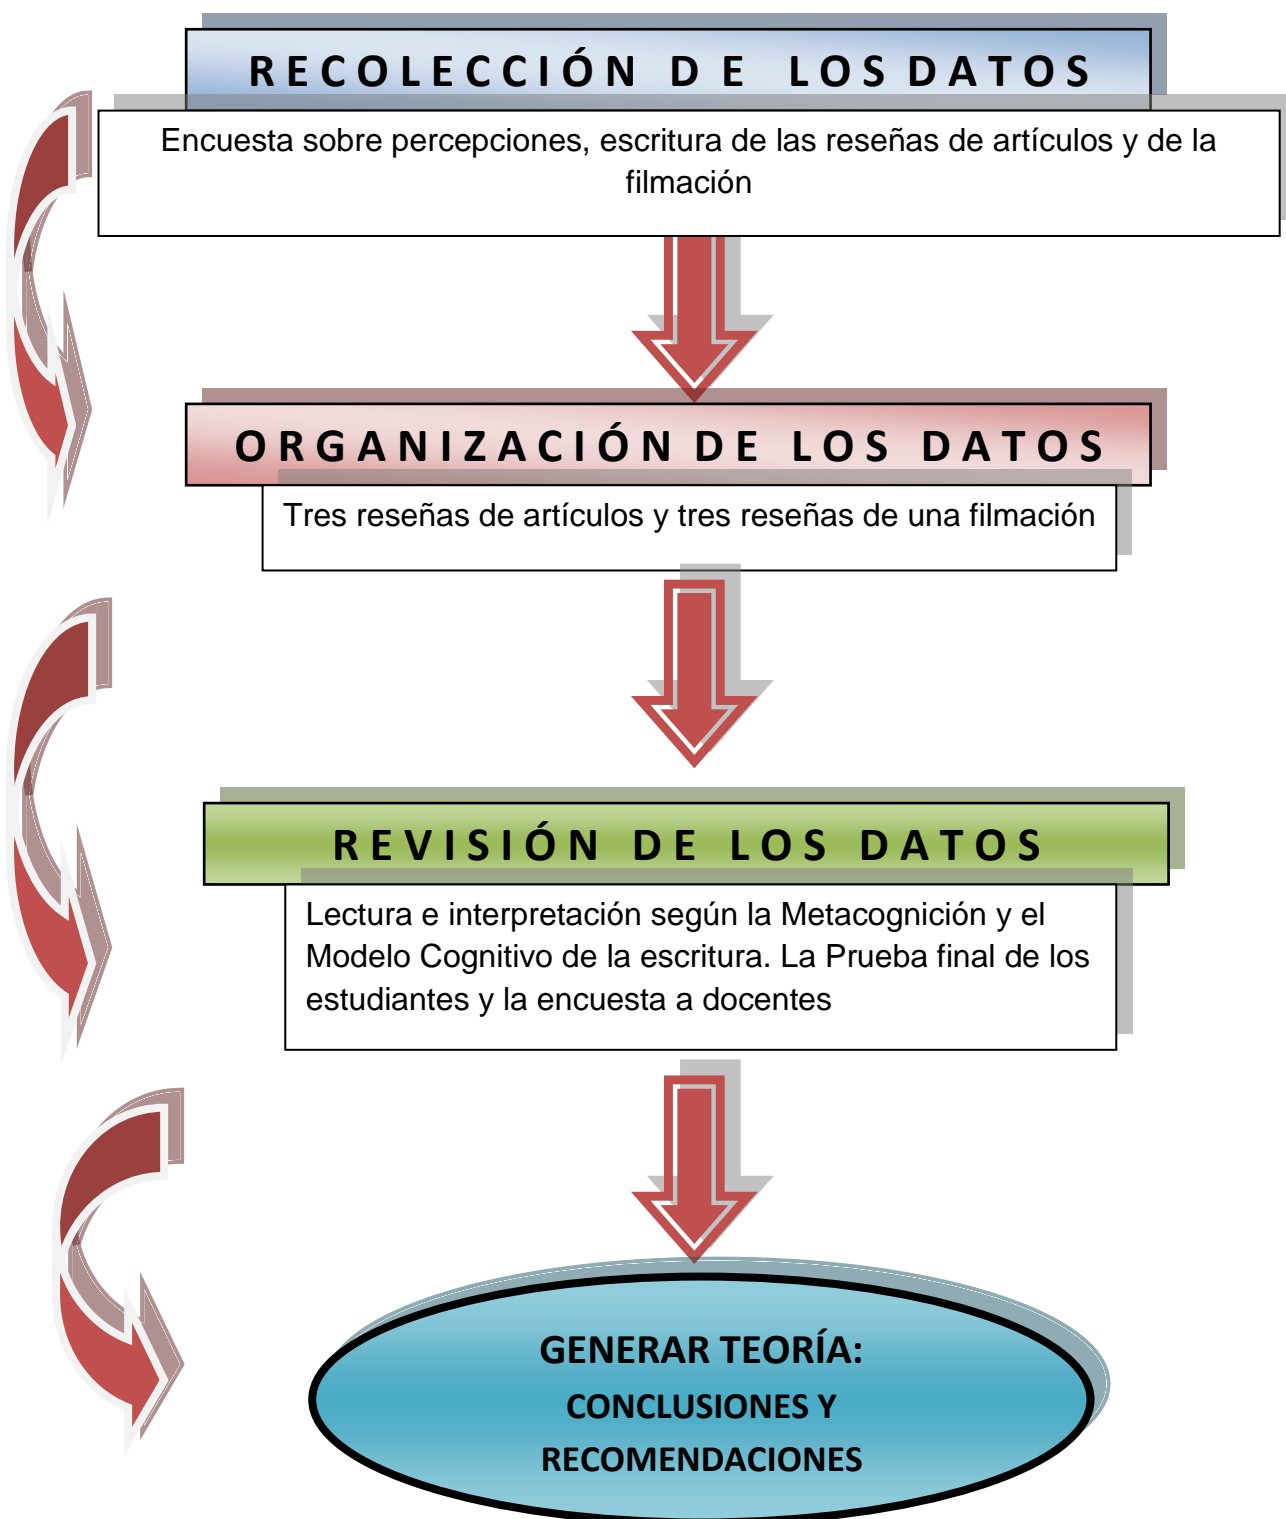 RECOLECCIÓN DE LOS DATOS
Encuesta sobre percepciones, escritura de las reseñas de artículos y de la
filmación
ORGANIZACIÓN DE LOS DATOS
Tres reseñas de artículos y tres reseñas de una filmación
REVISIÓN DE LOS DATOS
Lectura e interpretación según la Metacognición y el
Modelo Cognitivo de la escritura. La Prueba final de los
estudiantes y la encuesta a docentes
GENERAR TEORÍA:
CONCLUSIONES Y
RECOMENDACIONES